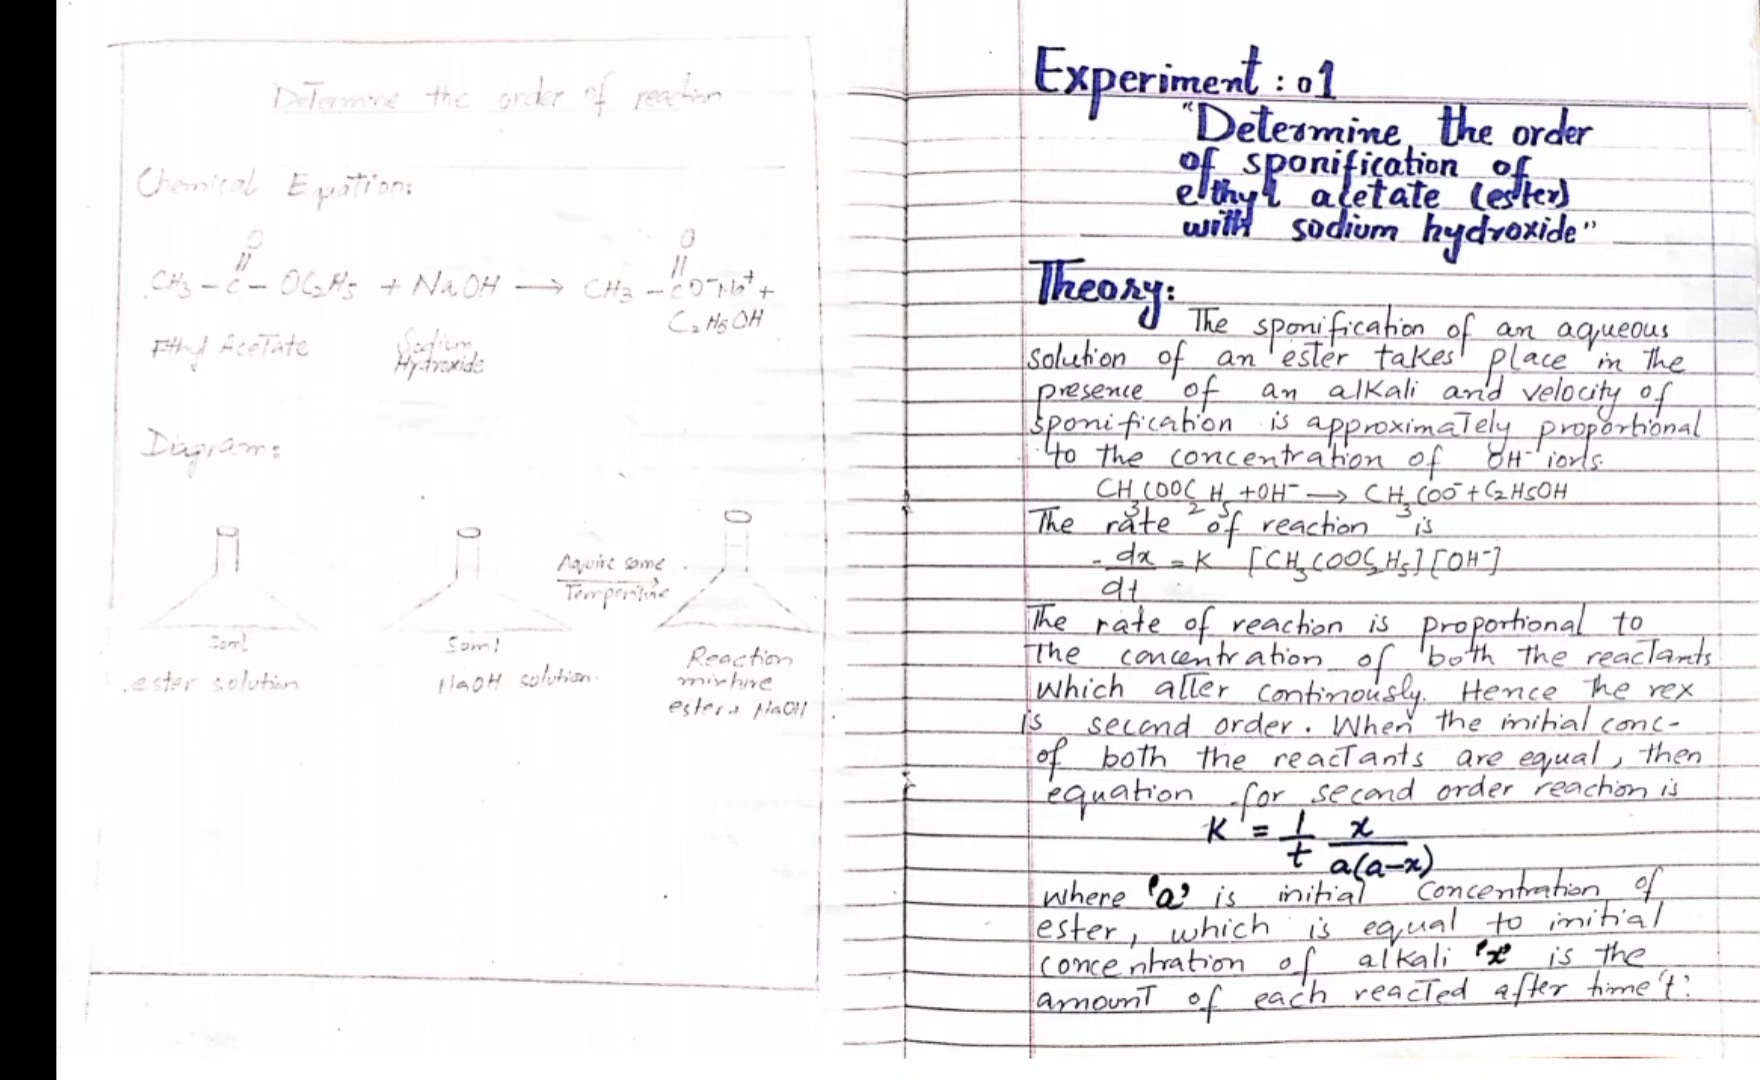 Determine the order of reaction
Chemical Equation:
O O
CH3 - C - OC2H5 + NaOH → CH3 - C O⁻Na⁺ +
C2H5OH
Ethyl Acetate Sodium
Hydroxide
Diagram:
Aquire same
Temperature
50ml 50ml
ester solution NaOH solution.
Reaction
mixture
ester + NaOH
Experiment : 01
"Determine the order
of sponification of
ethyl acetate (ester)
with sodium hydroxide"
Theory:
The sponification of an aqueous
solution of an ester takes place in the
presence of an alkali and velocity of
sponification is approximately proportional
to the concentration of OH⁻ ions.
CH3COOC2H5 + OH⁻ → CH3COO⁻ + C2H5OH
The rate of reaction is
- dx = K [CH3COOC2H5] [OH⁻]
dt
The rate of reaction is proportional to
the concentration of both the reactants
which alter continously. Hence the rex
is second order. When the initial conc-
of both the reactants are equal, then
equation for second order reaction is
K = 1 x
t a(a-x)
where 'a' is initial concentration of
ester, which is equal to initial
concentration of alkali 'x' is the
amount of each reacted after time 't'.